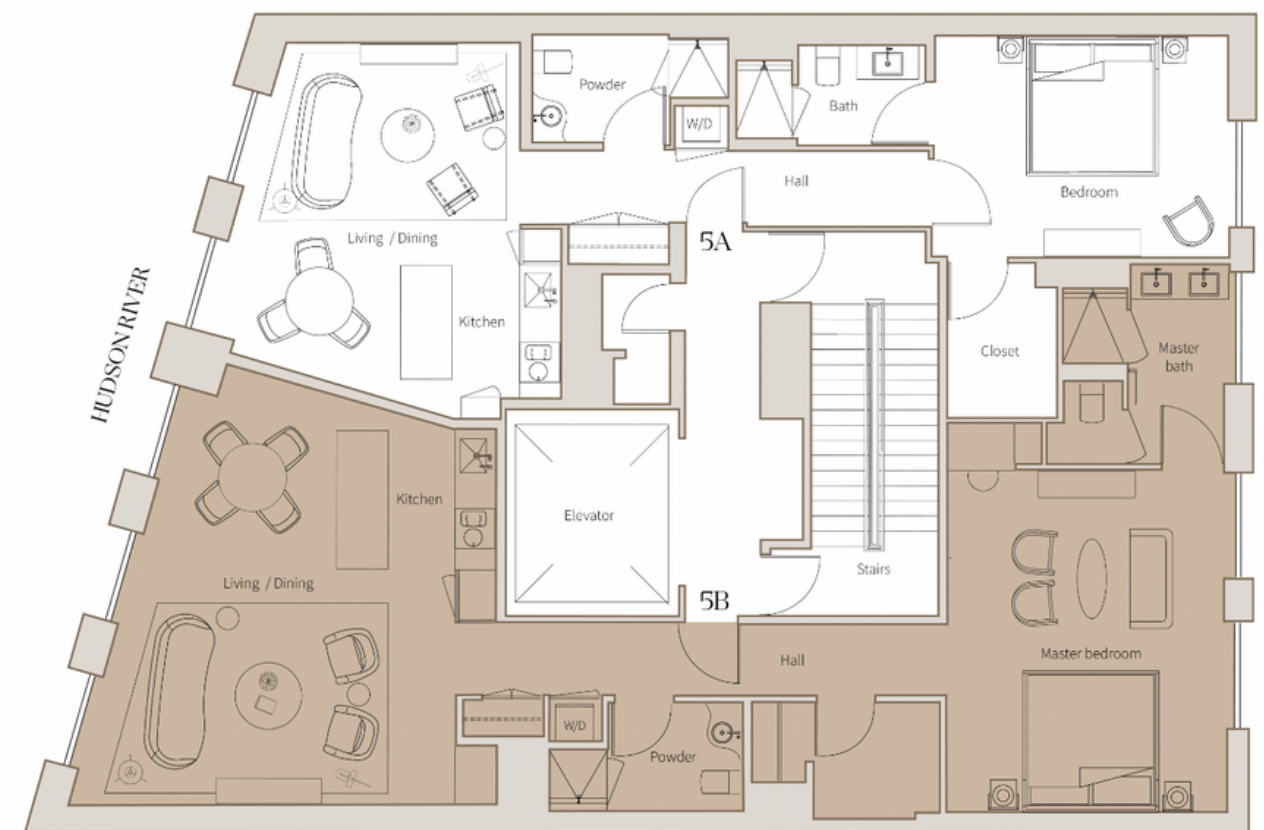 Powder
Bath
W/D
Hall
Bedroom
Living / Dining
5A
Kitchen
HUDSON RIVER
Closet
Master
bath
Kitchen
Elevator
Stairs
Living / Dining
5B
Hall
Master bedroom
W/D
Powder